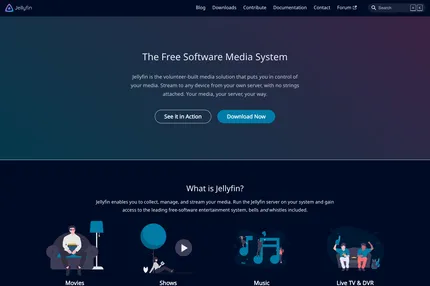 Jellyfin
Blog Downloads Contribute Documentation Contact Forum Search
The Free Software Media System
Jellyfin is the volunteer-built media solution that puts you in control
of your media. Stream to any device from your own server, with no strings
attached. Your media, your server, your way.
See it in Action Download Now
What is Jellyfin?
Jellyfin enables you to collect, manage, and stream your media. Run the Jellyfin server on your system and gain
access to the leading free-software entertainment system, bells and whistles included.
Movies Shows Music Live TV & DVR